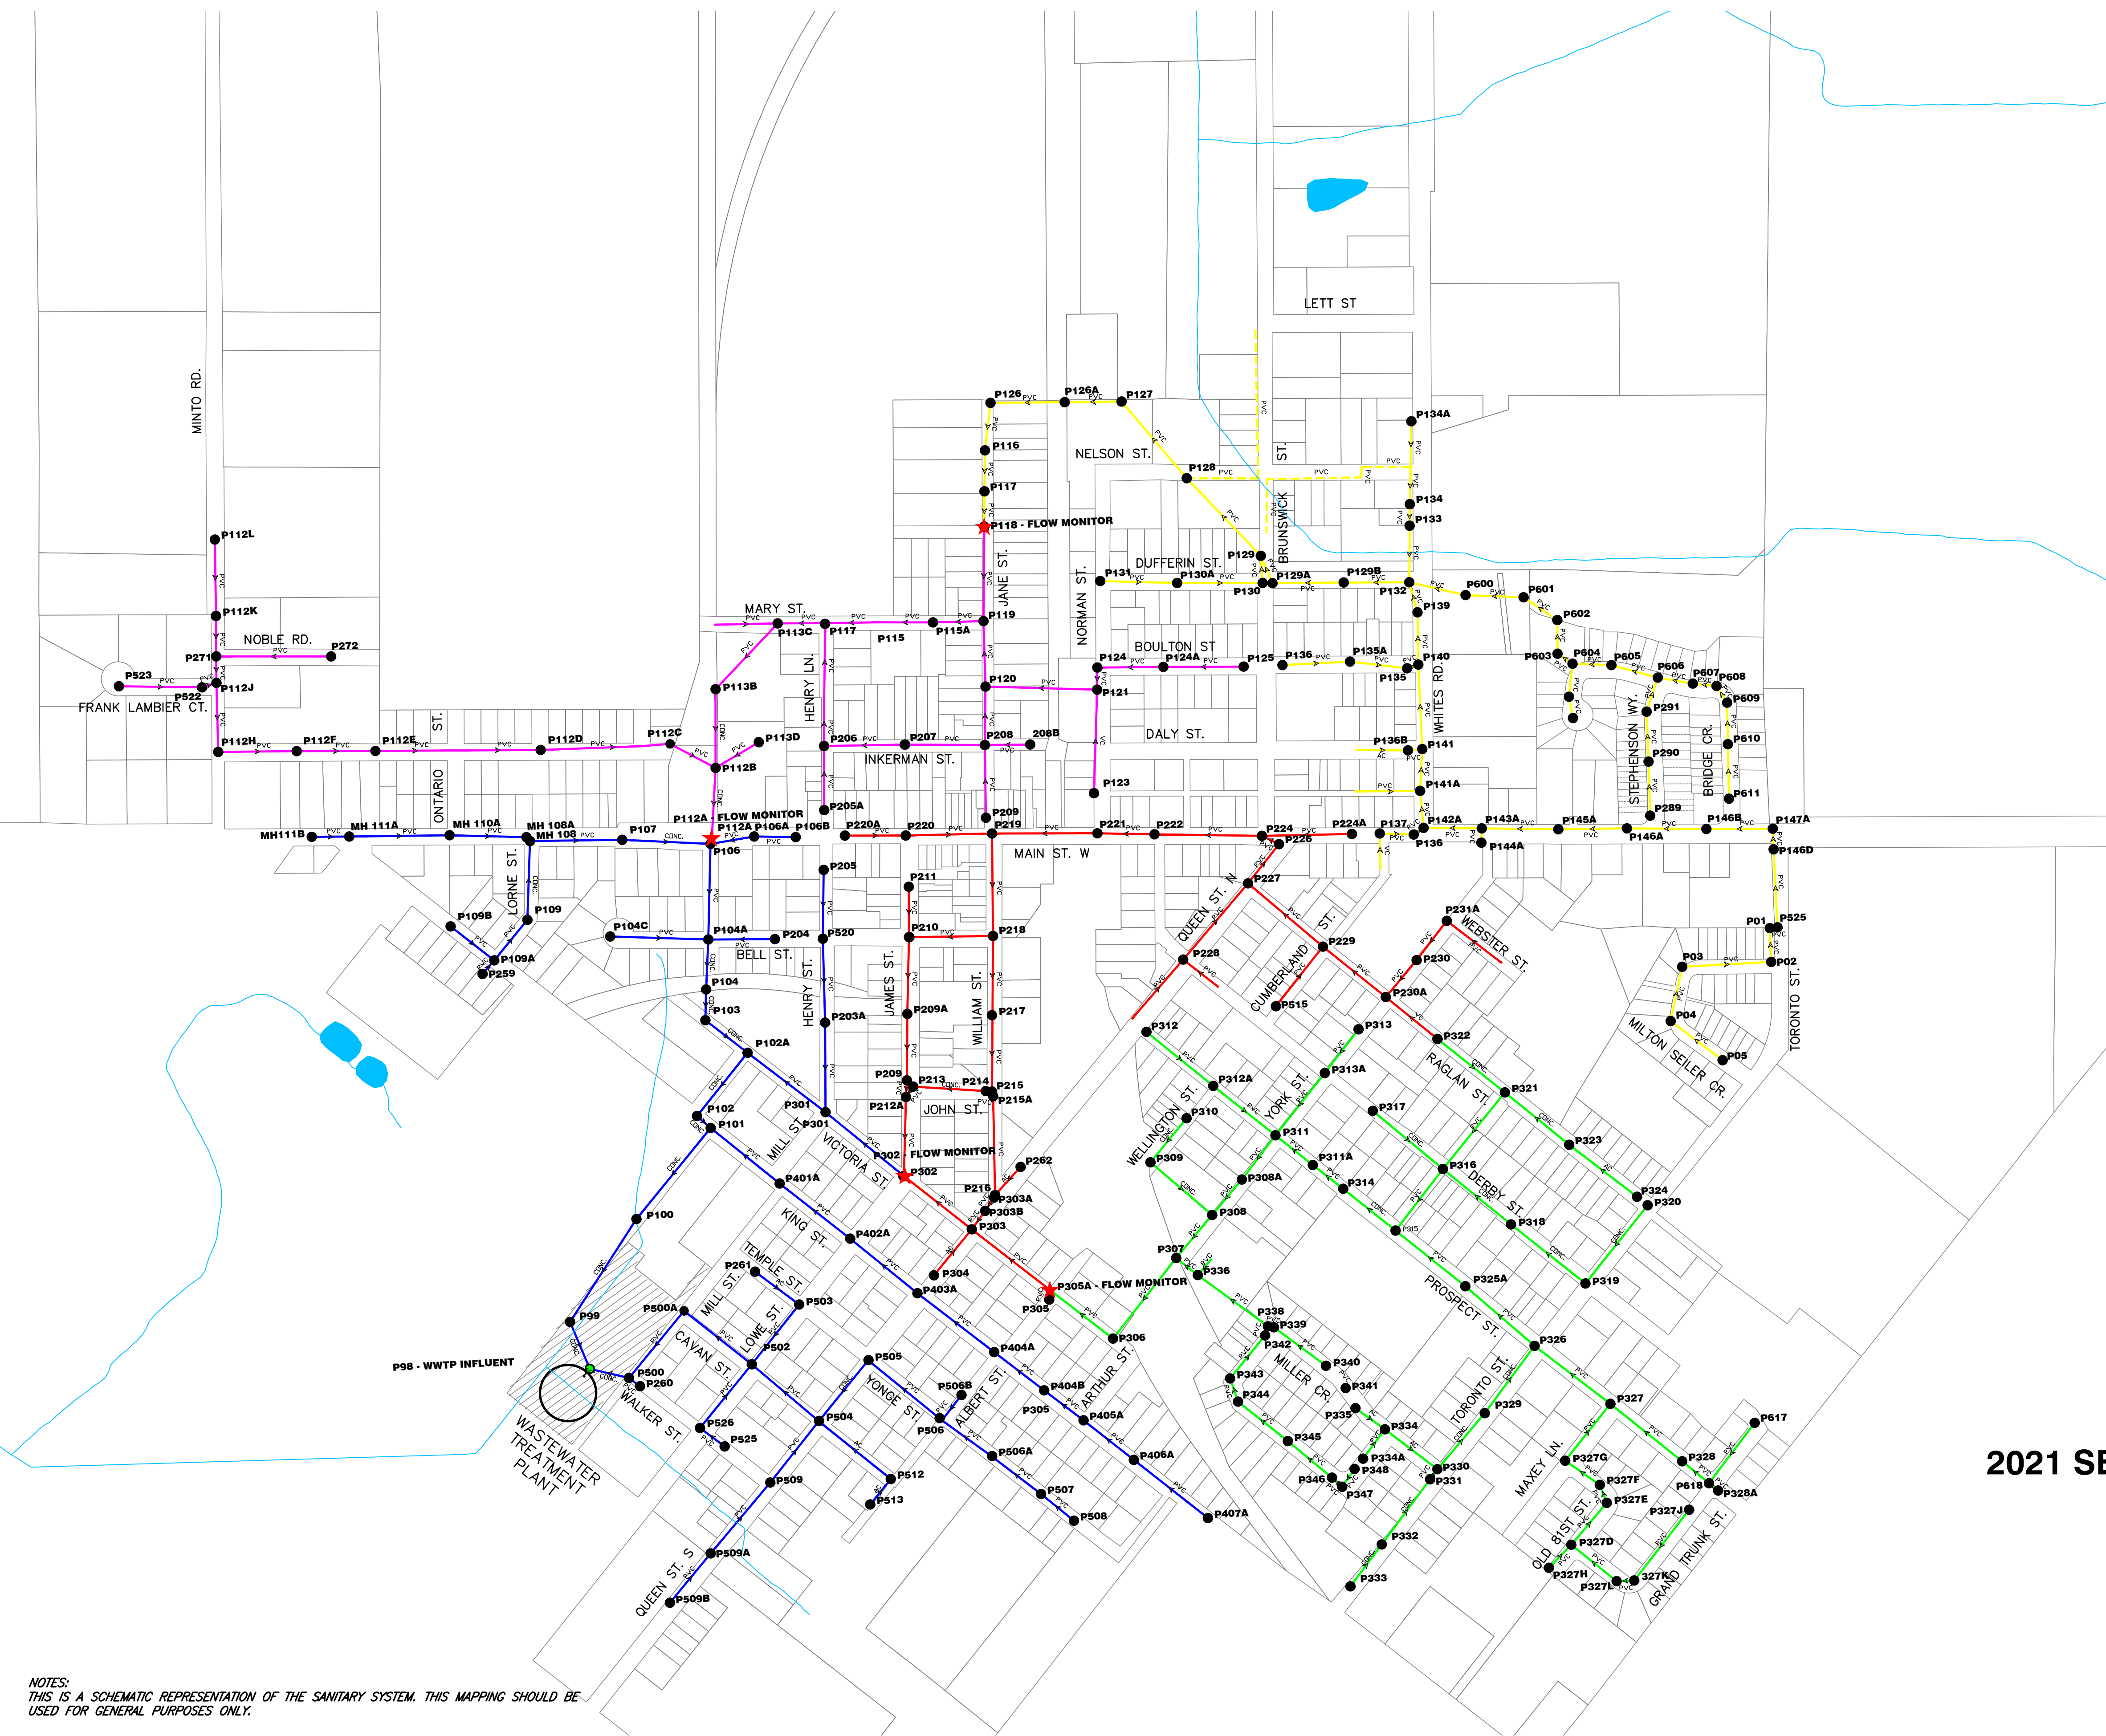 LETT ST
MINTO RD.
P126
P126A
P127
P134A
P116
NELSON ST.
ST.
P128
P117
BRUNSWICK
P134
P118 - FLOW MONITOR
P133
P112L
JANE ST.
DUFFERIN ST.
P129
P131
P130A
P130
P129A
P129B
P132
P600
P601
P112K
MARY ST.
P119
NORMAN ST.
P139
P602
P113C
P117
P115
P115A
NOBLE RD.
P272
P271
BOULTON ST
P124
P124A
P125
P136
P135A
P135
P140
P603
P604
P605
P606
P607
P608
P609
P523
P522
P112J
FRANK LAMBIER CT.
P113B
HENRY LN.
P120
P121
WHITES RD.
P291
STEPHENSON WY.
BRIDGE CR.
P112H
P112F
P112E
ST.
ONTARIO
P112D
P112C
P113D
P112B
P206
P207
P208
208B
INKERMAN ST.
DALY ST.
P136B
P141
P610
P290
P141A
P611
P123
P289
P205A
P209
P112A
FLOW MONITOR
MH111B
MH 111A
MH 110A
MH 108A
MH 108
P107
P112A
P106A
P106B
P106
P220A
P220
P219
P221
P222
P224
P224A
P226
P137
P136
P142A
P143A
P144A
P145A
P146A
P146B
P147A
P146D
MAIN ST. W
LORNE ST.
P205
P211
P227
QUEEN ST. N
P109B
P109
P109A
P259
P104C
P104A
P204
BELL ST.
P520
P210
P218
P228
CUMBERLAND
ST.
P229
P231A
WEBSTER ST.
P230
P01
P525
P03
P02
P104
HENRY ST.
JAMES ST.
WILLIAM ST.
P515
P230A
P103
P203A
P209A
P217
P312
P313
P322
P04
MILTON SEILER CR.
TORONTO ST.
P05
P102A
RAGLAN ST.
P209
P213
P214
P215
P212A
P215A
JOHN ST.
P312A
P313A
YORK ST.
P321
P102
P101
P301
P301
MILL ST.
VICTORIA ST.
WELLINGTON ST.
P310
P311
P317
P323
P302 - FLOW MONITOR
P302
P262
P309
P311A
P316
P401A
P216
P303A
P303B
P308A
P314
DERBY ST.
P324
P320
P100
KING ST.
P402A
P303
P308
P315
P318
TEMPLE ST.
P261
P304
P307
P336
P319
P403A
P305A - FLOW MONITOR
P305
P325A
PROSPECT ST.
P503
MILL ST.
P500A
P99
LOWE ST.
P338
P339
P342
P306
P326
P404A
CAVAN ST.
P502
P98 - WWTP INFLUENT
P500
P260
P505
ARTHUR ST.
MILLER CR.
P340
P343
P341
P344
YONGE ST.
P506B
ALBERT ST.
P404B
TORONTO ST.
P327
P329
P335
P334
WALKER ST.
P526
P525
P504
P506
P305
P405A
P345
P617
WASTEWATER
TREATMENT
PLANT
P506A
P406A
P334A
P348
P346
P347
P330
P331
MAXEY LN.
P327G
P328
P327F
P618
P328A
P509
P512
P513
P507
P327E
P327J
2021 SE
P508
P407A
OLD 81ST ST.
GRAND TRUNK ST.
P332
P327D
P509A
P327H
P327L
327K
P333
QUEEN ST. S
P509B
NOTES:
THIS IS A SCHEMATIC REPRESENTATION OF THE SANITARY SYSTEM. THIS MAPPING SHOULD BE
USED FOR GENERAL PURPOSES ONLY.